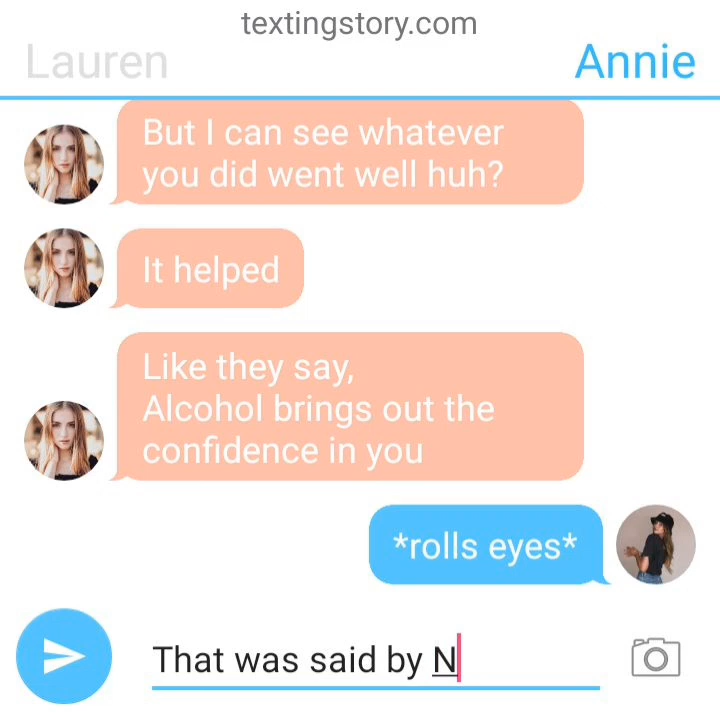 textingstory.com
Lauren
Annie
But I can see whatever
you did went well huh?
It helped
Like they say,
Alcohol brings out the
confidence in you
*rolls eyes*
That was said by N